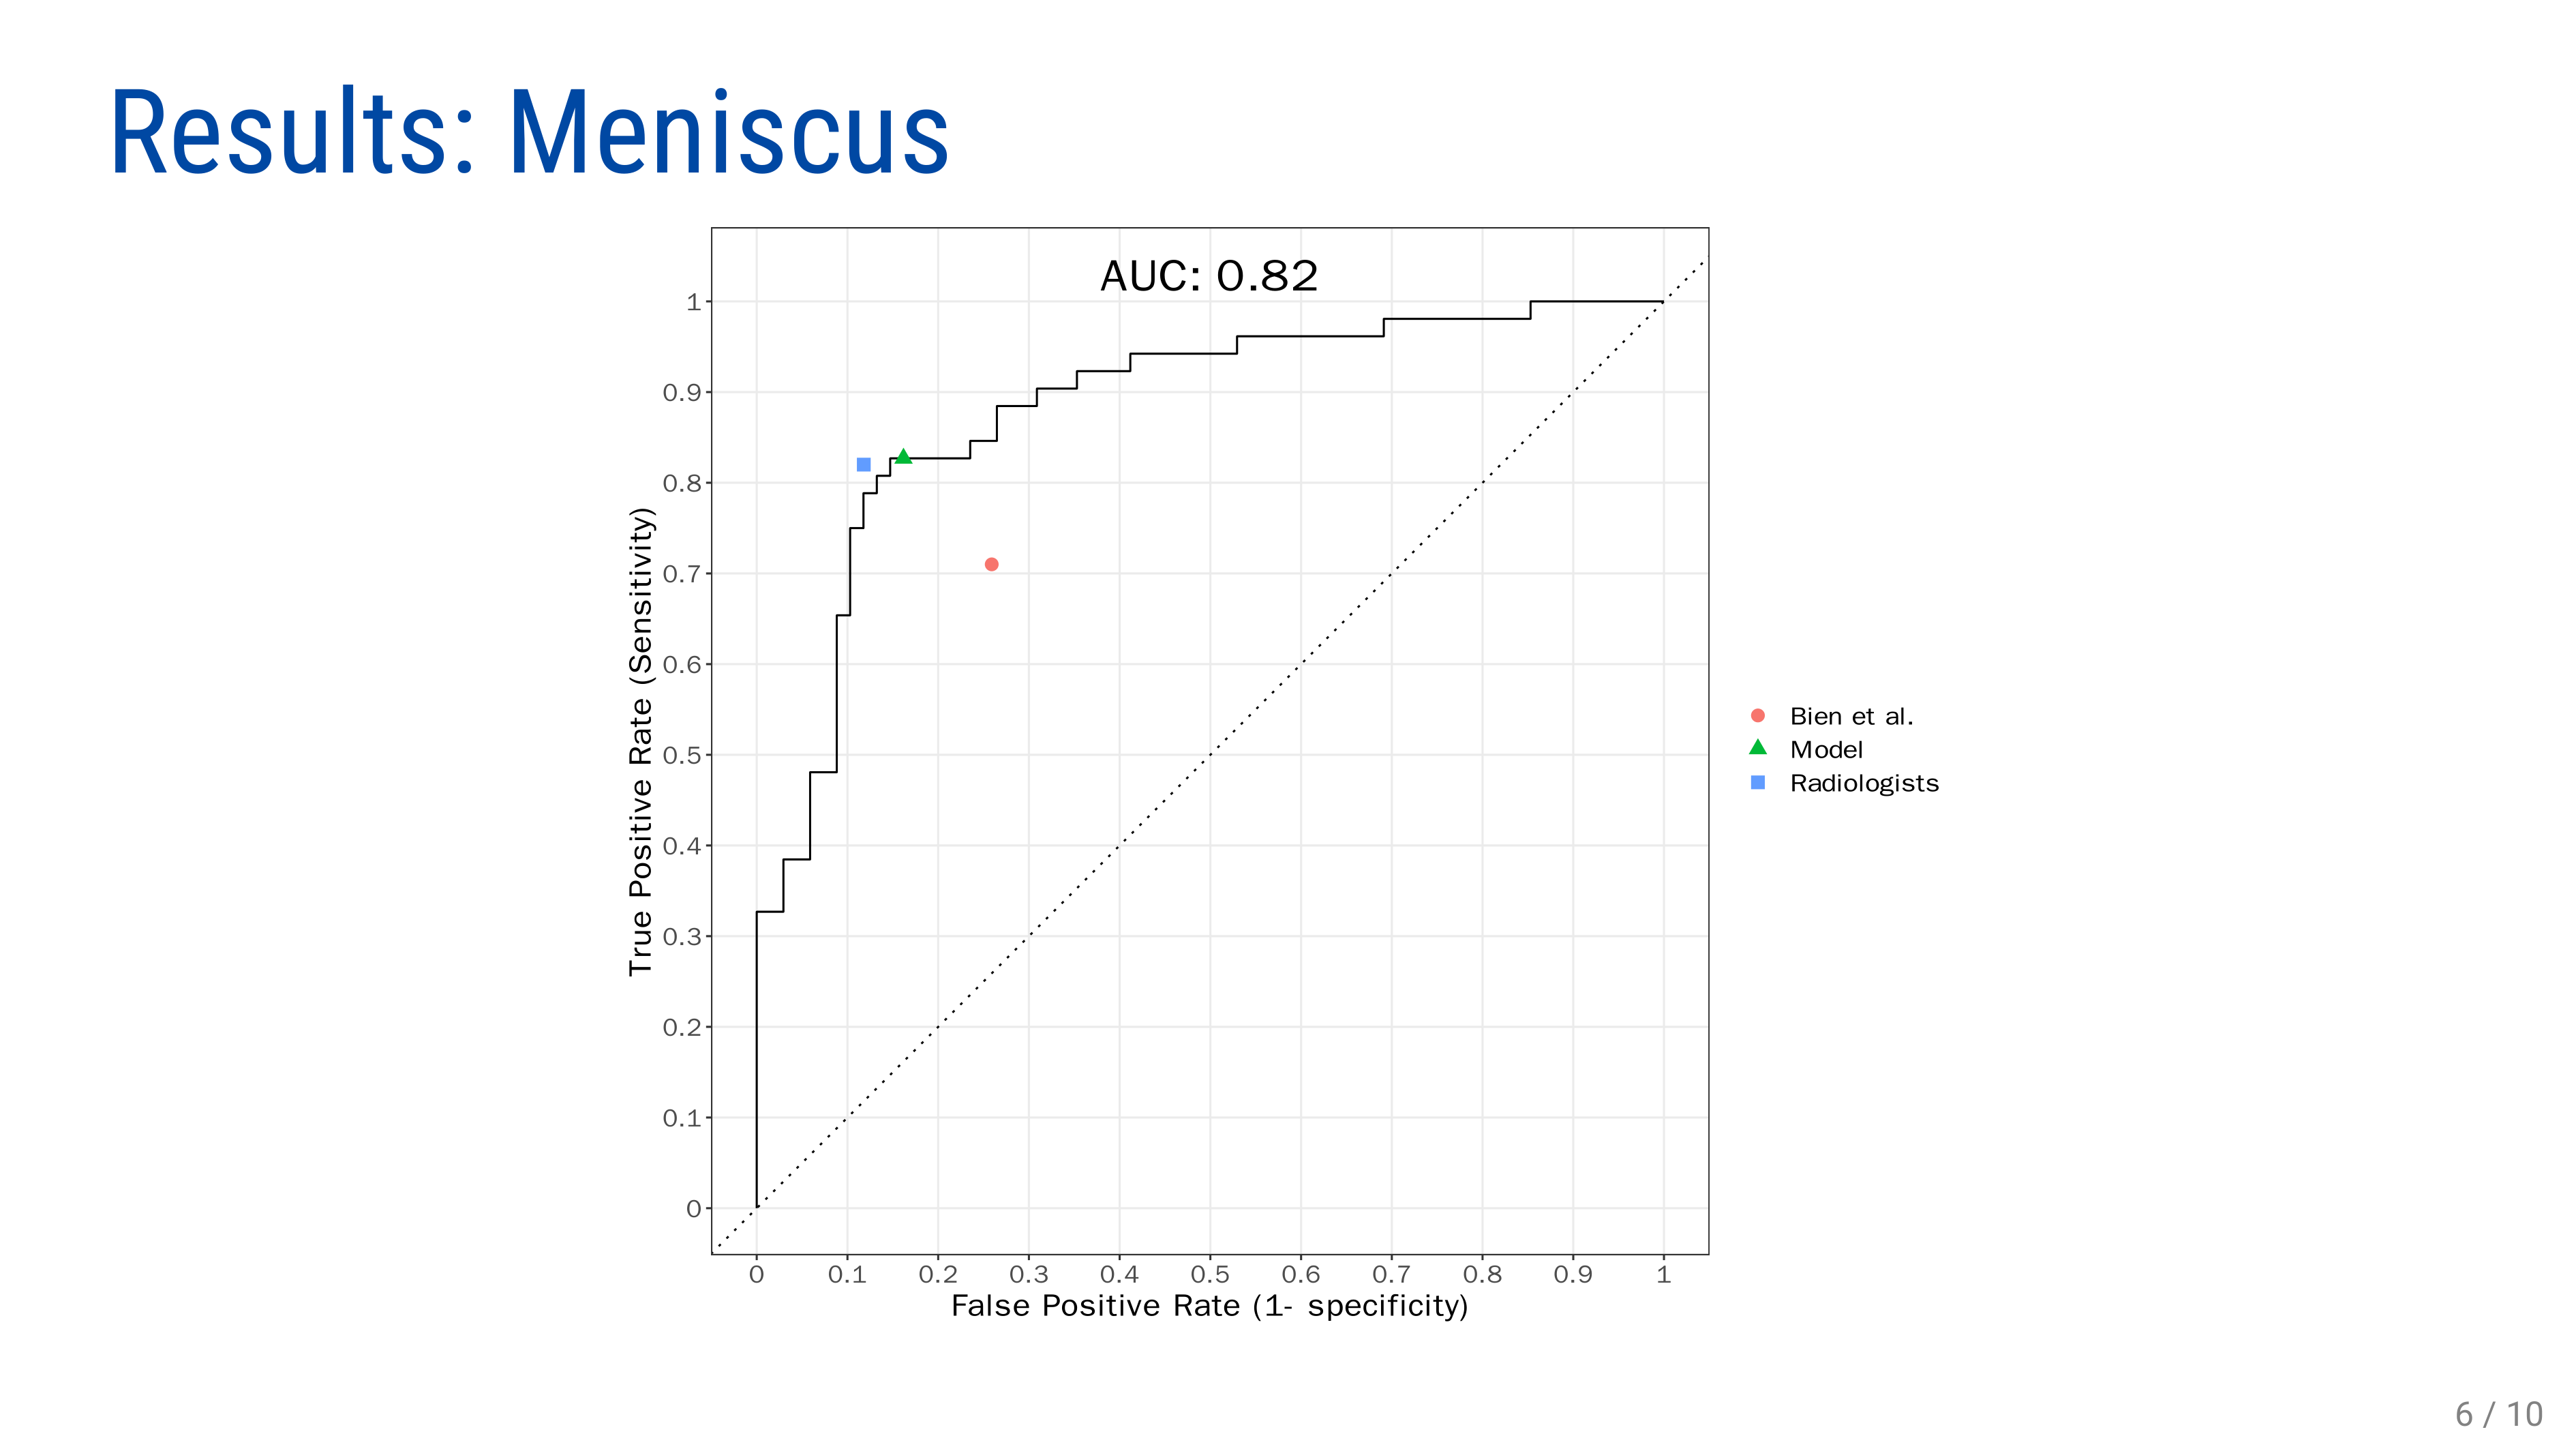 Results: Meniscus
AUC: 0.82
1
0.9
0.8
0.7
0.6
0.5
0.4
0.3
0.2
0.1
0
True Positive Rate (Sensitivity)
0 0.1 0.2 0.3 0.4 0.5 0.6 0.7 0.8 0.9 1
False Positive Rate (1- specificity)
Bien et al.
Model
Radiologists
6 / 10